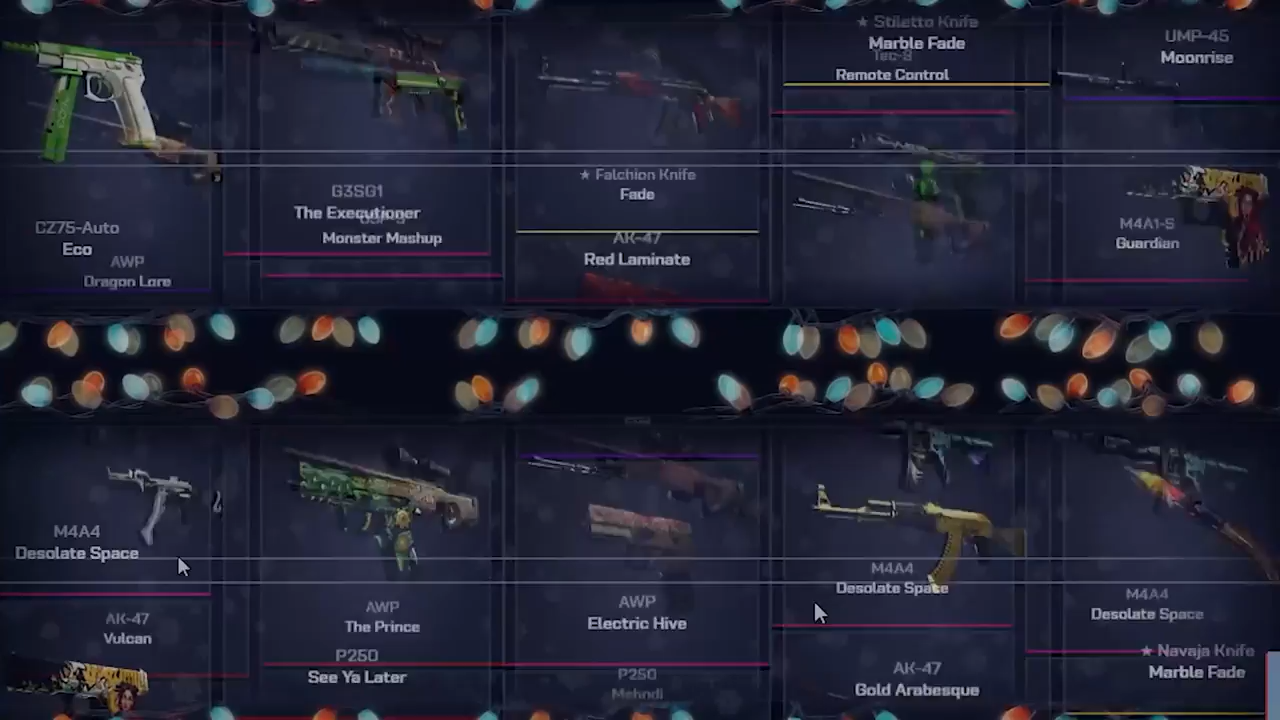 ★ Stiletto Knife
Marble Fade
Tec-9
Remote Control
UMP-45
Moonrise
CZ75-Auto
Eco
AWP
Dragon Lore
G3SG1
The Executioner
Monster Mashup
★ Falchion Knife
Fade
AK-47
Red Laminate
M4A1-S
Guardian
M4A4
Desolate Space
AK-47
Vulcan
AWP
The Prince
P250
See Ya Later
AWP
Electric Hive
P250
Mehndi
M4A4
Desolate Space
AK-47
Gold Arabesque
M4A4
Desolate Space
★ Navaja Knife
Marble Fade